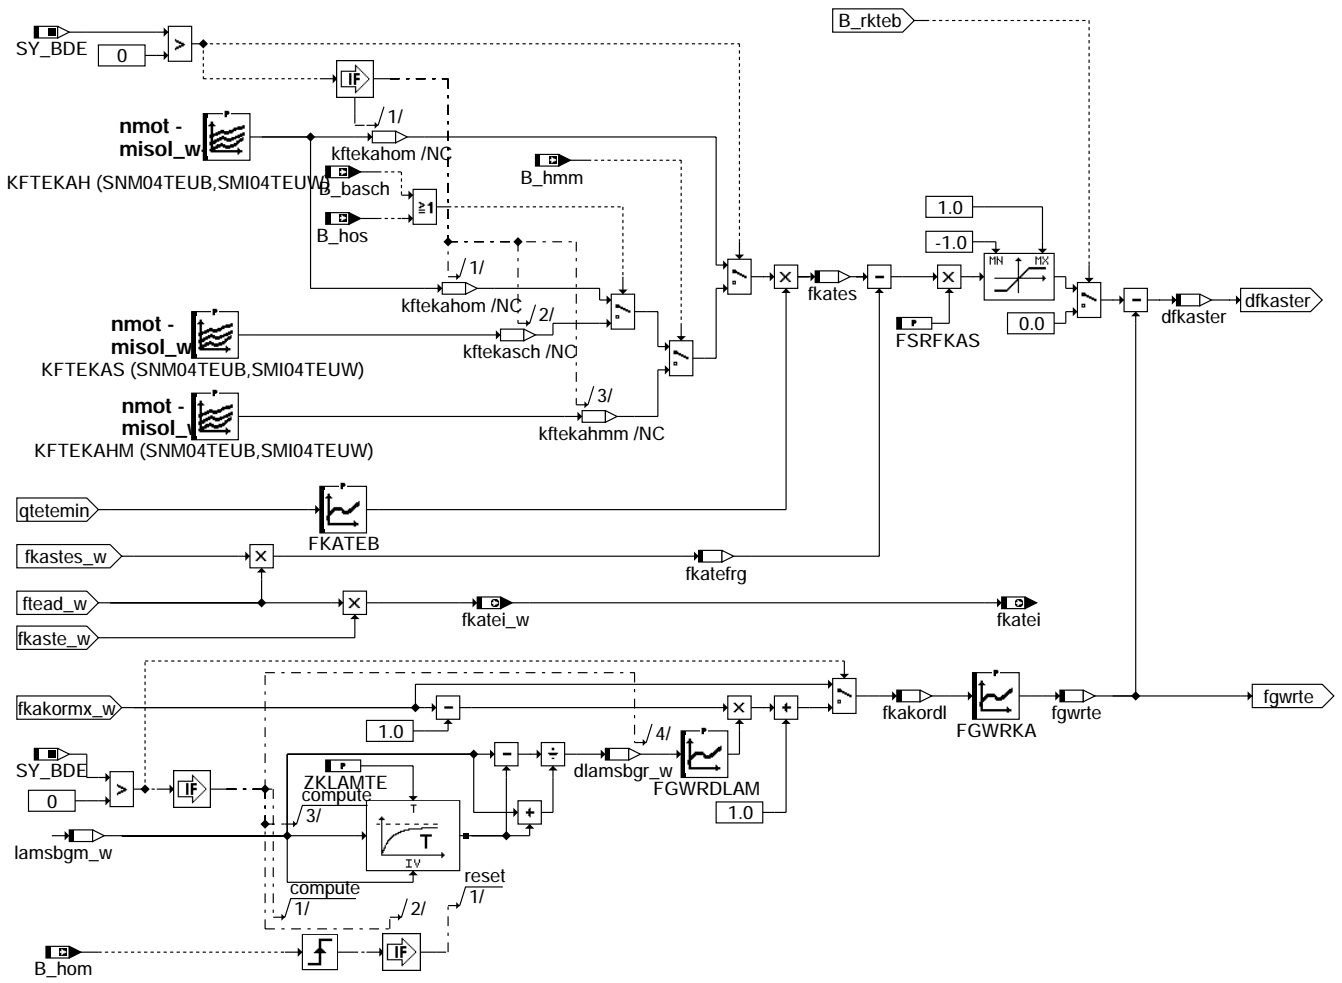 B_rkteb
SY_BDE
0
>
IF
1/
nmot -
misol_w
P
kftekahom /NC
KFTEKAH (SNM04TEUB,SMI04TEUW)
B_basch
B_hmm
≥1
B_hos
1.0
-1.0
MN
MX
1/
kftekahom /NC
fkates
FSRFKAS
P
0.0
dfkaster
dfkaster
nmot -
misol_w
P
2/
kftekasch /NC
KFTEKAS (SNM04TEUB,SMI04TEUW)
nmot -
misol_w
P
3/
kftekahmm /NC
KFTEKAHM (SNM04TEUB,SMI04TEUW)
qtetemin
P
FKATEB
fkastes_w
fkatefrg
ftead_w
fkatei_w
fkatei
fkaste_w
fkakormx_w
1.0
fkakordl
P
FGWRKA
fgwrte
fgwrte
4/
SY_BDE
0
>
IF
P
ZKLAMTE
dlamsbgr_w
P
FGWRDLAM
1.0
compute
3/
T
T
IV
lamsbgm_w
compute
1/
2/
reset
1/
B_hom
IF